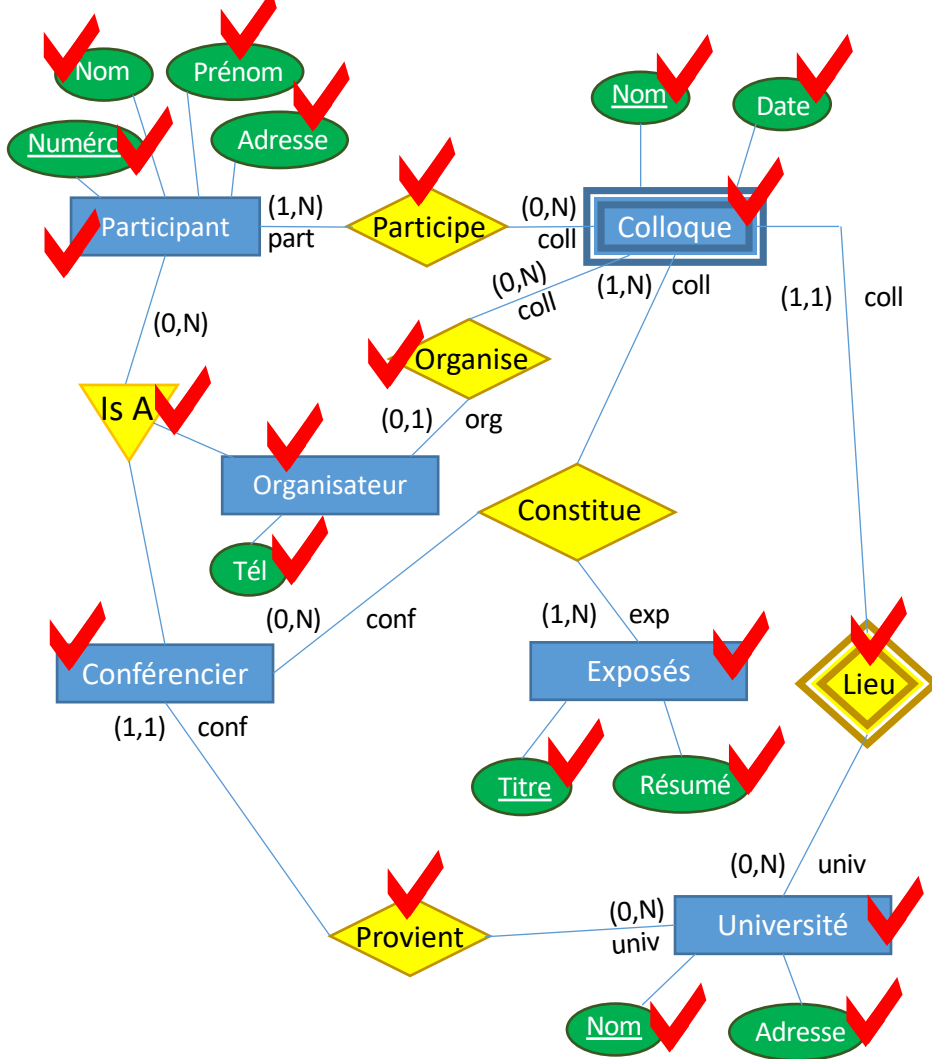 Nom
Prénom
Nom
Date
Numéro
Adresse
Participant
(1,N)
part
Participe
(0,N)
coll
Colloque
(0,N)
coll
(1,N) coll
(1,1) coll
(0,N)
Organise
Is A
(0,1) org
Organisateur
Constitue
Tél
(0,N) conf
(1,N) exp
Conférencier
Exposés
Lieu
(1,1) conf
Titre
Résumé
(0,N) univ
Provient
(0,N)
univ
Université
Nom
Adresse